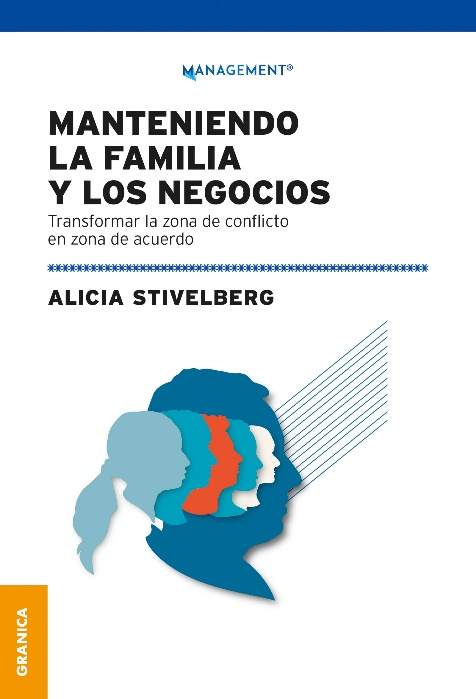 MANAGEMENT®
MANTENIENDO
LA FAMILIA
Y LOS NEGOCIOS
Transformar la zona de conflicto
en zona de acuerdo
ALICIA STIVELBERG
GRANICA